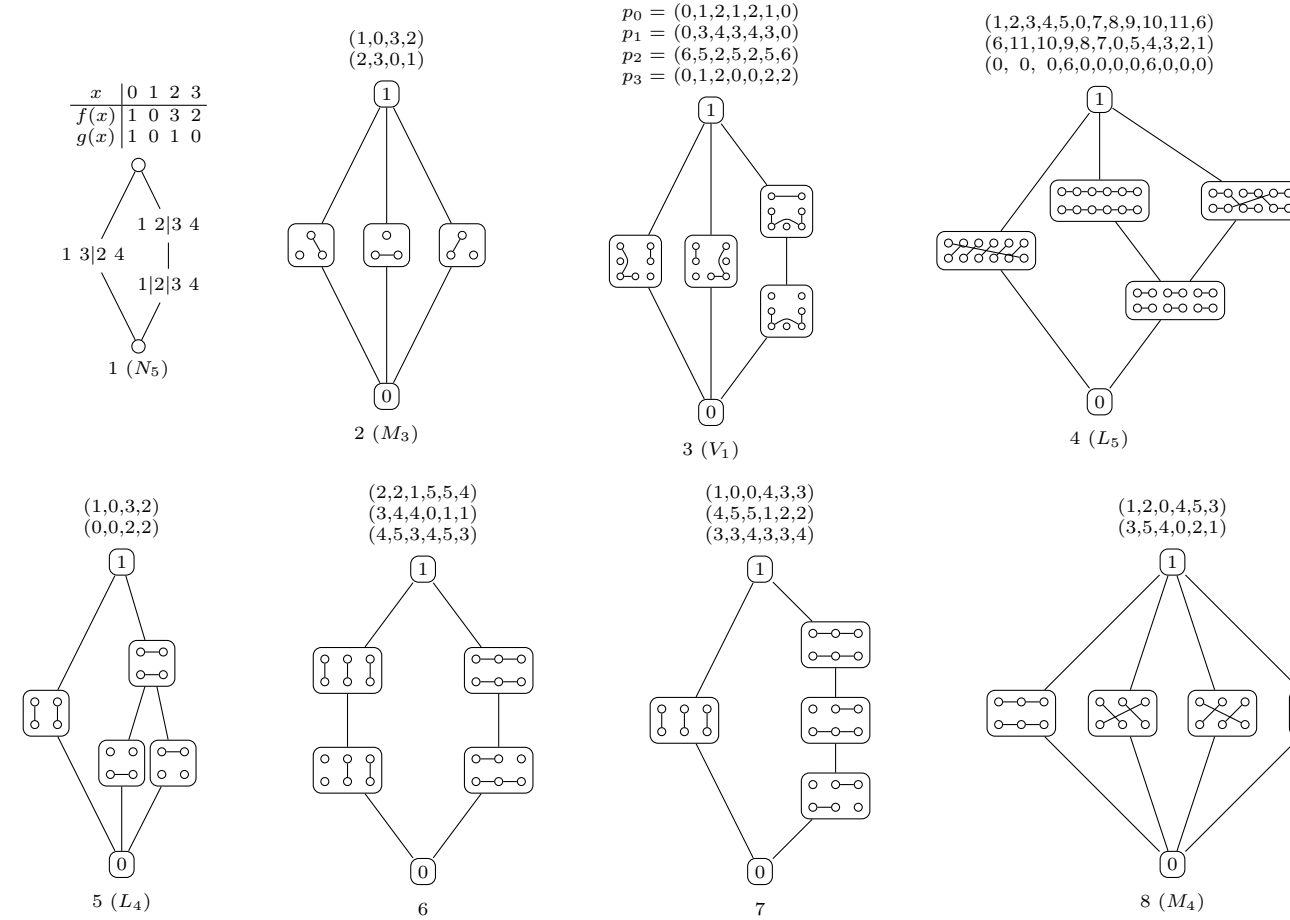 x 0 1 2 3
f(x) 1 0 3 2
g(x) 1 0 1 0
1 2|3 4
1 3|2 4
1|2|3 4
1 (N5)
(1,0,3,2)
(2,3,0,1)
1
0
2 (M3)
p0 = (0,1,2,1,2,1,0)
p1 = (0,3,4,3,4,3,0)
p2 = (6,5,2,5,2,5,6)
p3 = (0,1,2,0,0,2,2)
1
0
3 (V1)
(1,2,3,4,5,0,7,8,9,10,11,6)
(6,11,10,9,8,7,0,5,4,3,2,1)
(0, 0, 0,6,0,0,0,0,6,0,0,0)
1
0
4 (L5)
(1,0,3,2)
(0,0,2,2)
1
0
5 (L4)
(2,2,1,5,5,4)
(3,4,4,0,1,1)
(4,5,3,4,5,3)
1
0
6
(1,0,0,4,3,3)
(4,5,5,1,2,2)
(3,3,4,3,3,4)
1
0
7
(1,2,0,4,5,3)
(3,5,4,0,2,1)
1
0
8 (M4)